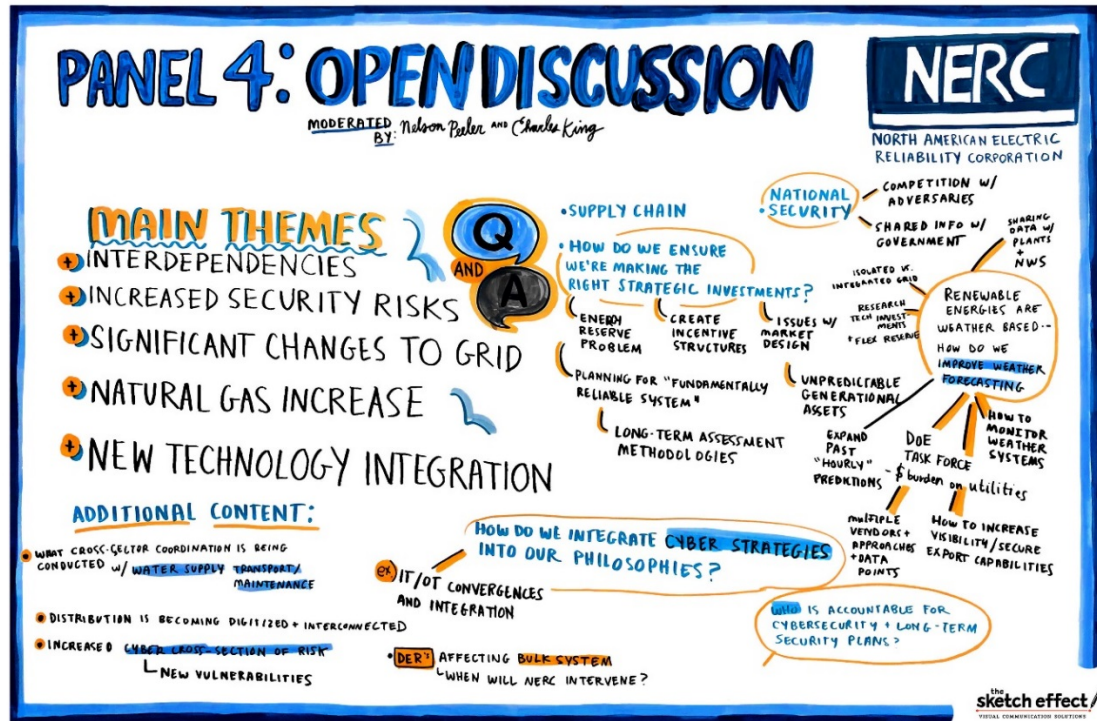 PANEL 4: OPEN DISCUSSION
MODERATED BY: Nelson Peeler AND Charles King
NERC
NORTH AMERICAN ELECTRIC
RELIABILITY CORPORATION
MAIN THEMES
+ INTERDEPENDENCIES
+ INCREASED SECURITY RISKS
+ SIGNIFICANT CHANGES TO GRID
+ NATURAL GAS INCREASE
+ NEW TECHNOLOGY INTEGRATION
Q
AND
A
• SUPPLY CHAIN
• HOW DO WE ENSURE
WE'RE MAKING THE
RIGHT STRATEGIC INVESTMENTS?
ENERGY
RESERVE
PROBLEM
CREATE
INCENTIVE
STRUCTURES
ISSUES W/
MARKET
DESIGN
PLANNING FOR "FUNDAMENTALLY
RELIABLE SYSTEM"
LONG-TERM ASSESSMENT
METHODOLOGIES
UNPREDICTABLE
GENERATIONAL
ASSETS
NATIONAL
• SECURITY
COMPETITION W/
ADVERSARIES
SHARED INFO W/
GOVERNMENT
SHARING
DATA W/
PLANTS
+
NWS
ISOLATED VS.
INTEGRATED GRID
RESEARCH
TECH INVEST
MENTS
+ FLEX RESERVE
RENEWABLE
ENERGIES ARE
WEATHER BASED...
HOW DO WE
IMPROVE WEATHER
FORECASTING
EXPAND
PAST
"HOURLY"
PREDICTIONS
DOE
TASK FORCE
- $ burden on utilities
HOW TO
MONITOR
WEATHER
SYSTEMS
MULTIPLE
VENDORS +
APPROACHES
+ DATA
POINTS
HOW TO INCREASE
VISIBILITY/SECURE
EXPORT CAPABILITIES
ADDITIONAL CONTENT:
• WHAT CROSS-SECTOR COORDINATION IS BEING
CONDUCTED W/ WATER SUPPLY TRANSPORT/
MAINTENANCE
• DISTRIBUTION IS BECOMING DIGITIZED + INTERCONNECTED
• INCREASED CYBER CROSS-SECTION OF RISK
NEW VULNERABILITIES
HOW DO WE INTEGRATE CYBER STRATEGIES
INTO OUR PHILOSOPHIES?
ex) IT/OT CONVERGENCES
AND INTEGRATION
• DER's AFFECTING BULK SYSTEM
WHEN WILL NERC INTERVENE?
WHO IS ACCOUNTABLE FOR
CYBERSECURITY + LONG-TERM
SECURITY PLANS?
the
sketch effect
VISUAL COMMUNICATION SOLUTIONS